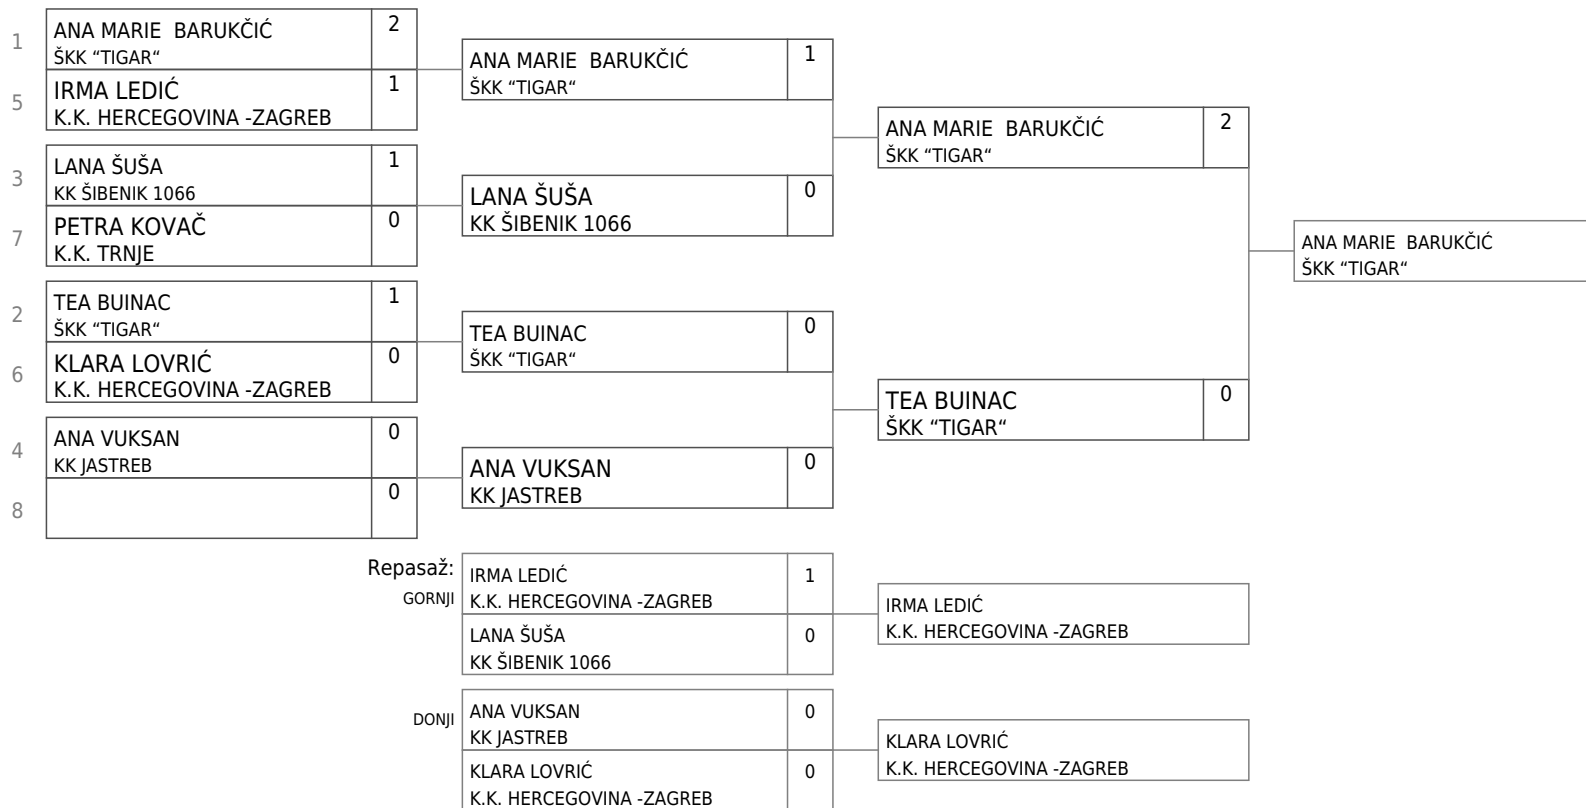 1
ANA MARIE  BARUKČIĆ
2
ŠKK “TIGAR“
5
IRMA LEDIĆ
1
K.K. HERCEGOVINA -ZAGREB
3
LANA ŠUŠA
1
KK ŠIBENIK 1066
7
PETRA KOVAČ
0
K.K. TRNJE
2
TEA BUINAC
1
ŠKK “TIGAR“
6
KLARA LOVRIĆ
0
K.K. HERCEGOVINA -ZAGREB
4
ANA VUKSAN
0
KK JASTREB
8
0
ANA MARIE  BARUKČIĆ
1
ŠKK “TIGAR“
LANA ŠUŠA
0
KK ŠIBENIK 1066
TEA BUINAC
0
ŠKK “TIGAR“
ANA VUKSAN
0
KK JASTREB
ANA MARIE  BARUKČIĆ
2
ŠKK “TIGAR“
TEA BUINAC
0
ŠKK “TIGAR“
ANA MARIE  BARUKČIĆ
ŠKK “TIGAR“
Repasaž:
GORNJI
IRMA LEDIĆ
1
K.K. HERCEGOVINA -ZAGREB
LANA ŠUŠA
0
KK ŠIBENIK 1066
IRMA LEDIĆ
K.K. HERCEGOVINA -ZAGREB
DONJI
ANA VUKSAN
0
KK JASTREB
KLARA LOVRIĆ
0
K.K. HERCEGOVINA -ZAGREB
KLARA LOVRIĆ
K.K. HERCEGOVINA -ZAGREB